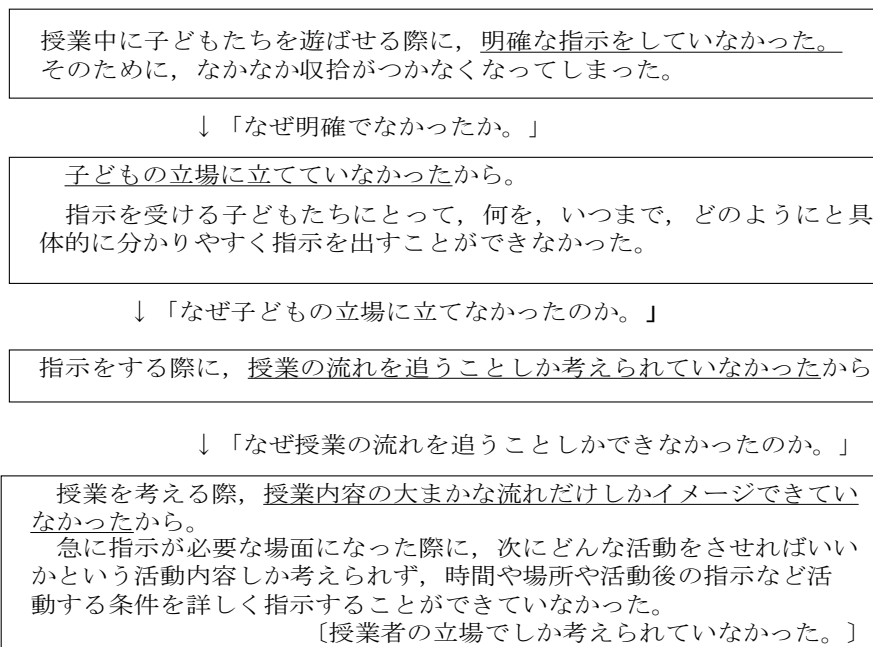 授業中に子どもたちを遊ばせる際に，明確な指示をしていなかった。
そのために，なかなか収拾がつかなくなってしまった。
↓「なぜ明確でなかったか。」
子どもの立場に立てていなかったから。
指示を受ける子どもたちにとって，何を，いつまで，どのようにと具
体的に分かりやすく指示を出すことができなかった。
↓「なぜ子どもの立場に立てなかったのか。」
指示をする際に，授業の流れを追うことしか考えられていなかったから
↓「なぜ授業の流れを追うことしかできなかったのか。」
授業を考える際，授業内容の大まかな流れだけしかイメージできてい
なかったから。
急に指示が必要な場面になった際に，次にどんな活動をさせればいい
かという活動内容しか考えられず，時間や場所や活動後の指示など活
動する条件を詳しく指示することができていなかった。
〔授業者の立場でしか考えられていなかった。〕